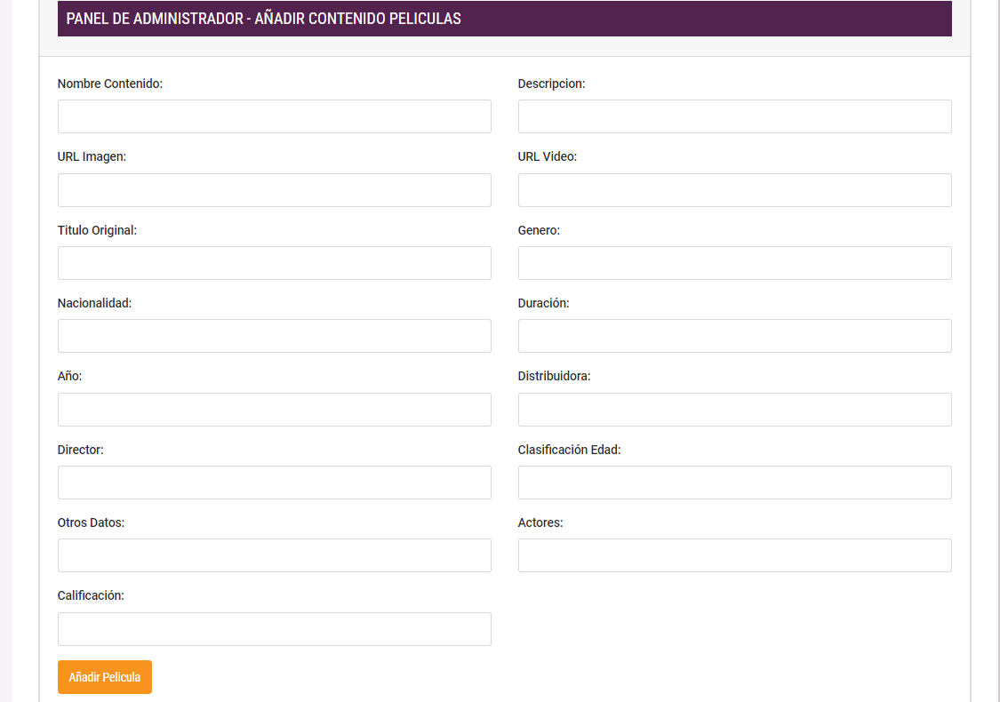 PANEL DE ADMINISTRADOR - AÑADIR CONTENIDO PELICULAS
Nombre Contenido:
Descripcion:
URL Imagen:
URL Video:
Titulo Original:
Genero:
Nacionalidad:
Duración:
Año:
Distribuidora:
Director:
Clasificación Edad:
Otros Datos:
Actores:
Calificación:
Añadir Pelicula